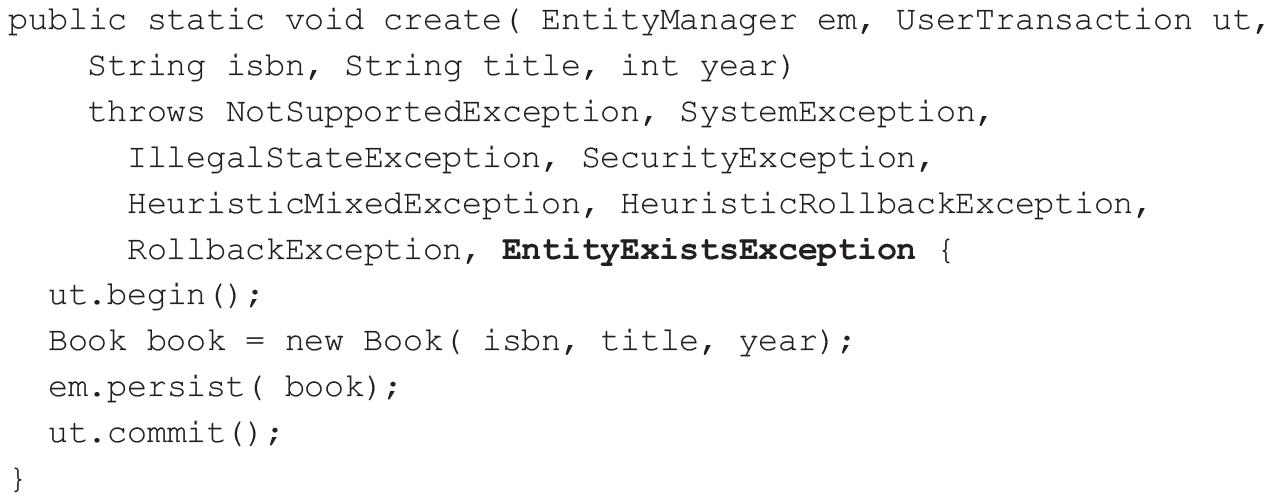 public static void create( EntityManager em, UserTransaction ut,
    String isbn, String title, int year)
    throws NotSupportedException, SystemException,
      IllegalStateException, SecurityException,
      HeuristicMixedException, HeuristicRollbackException,
      RollbackException, EntityExistsException {
  ut.begin();
  Book book = new Book( isbn, title, year);
  em.persist( book);
  ut.commit();
}